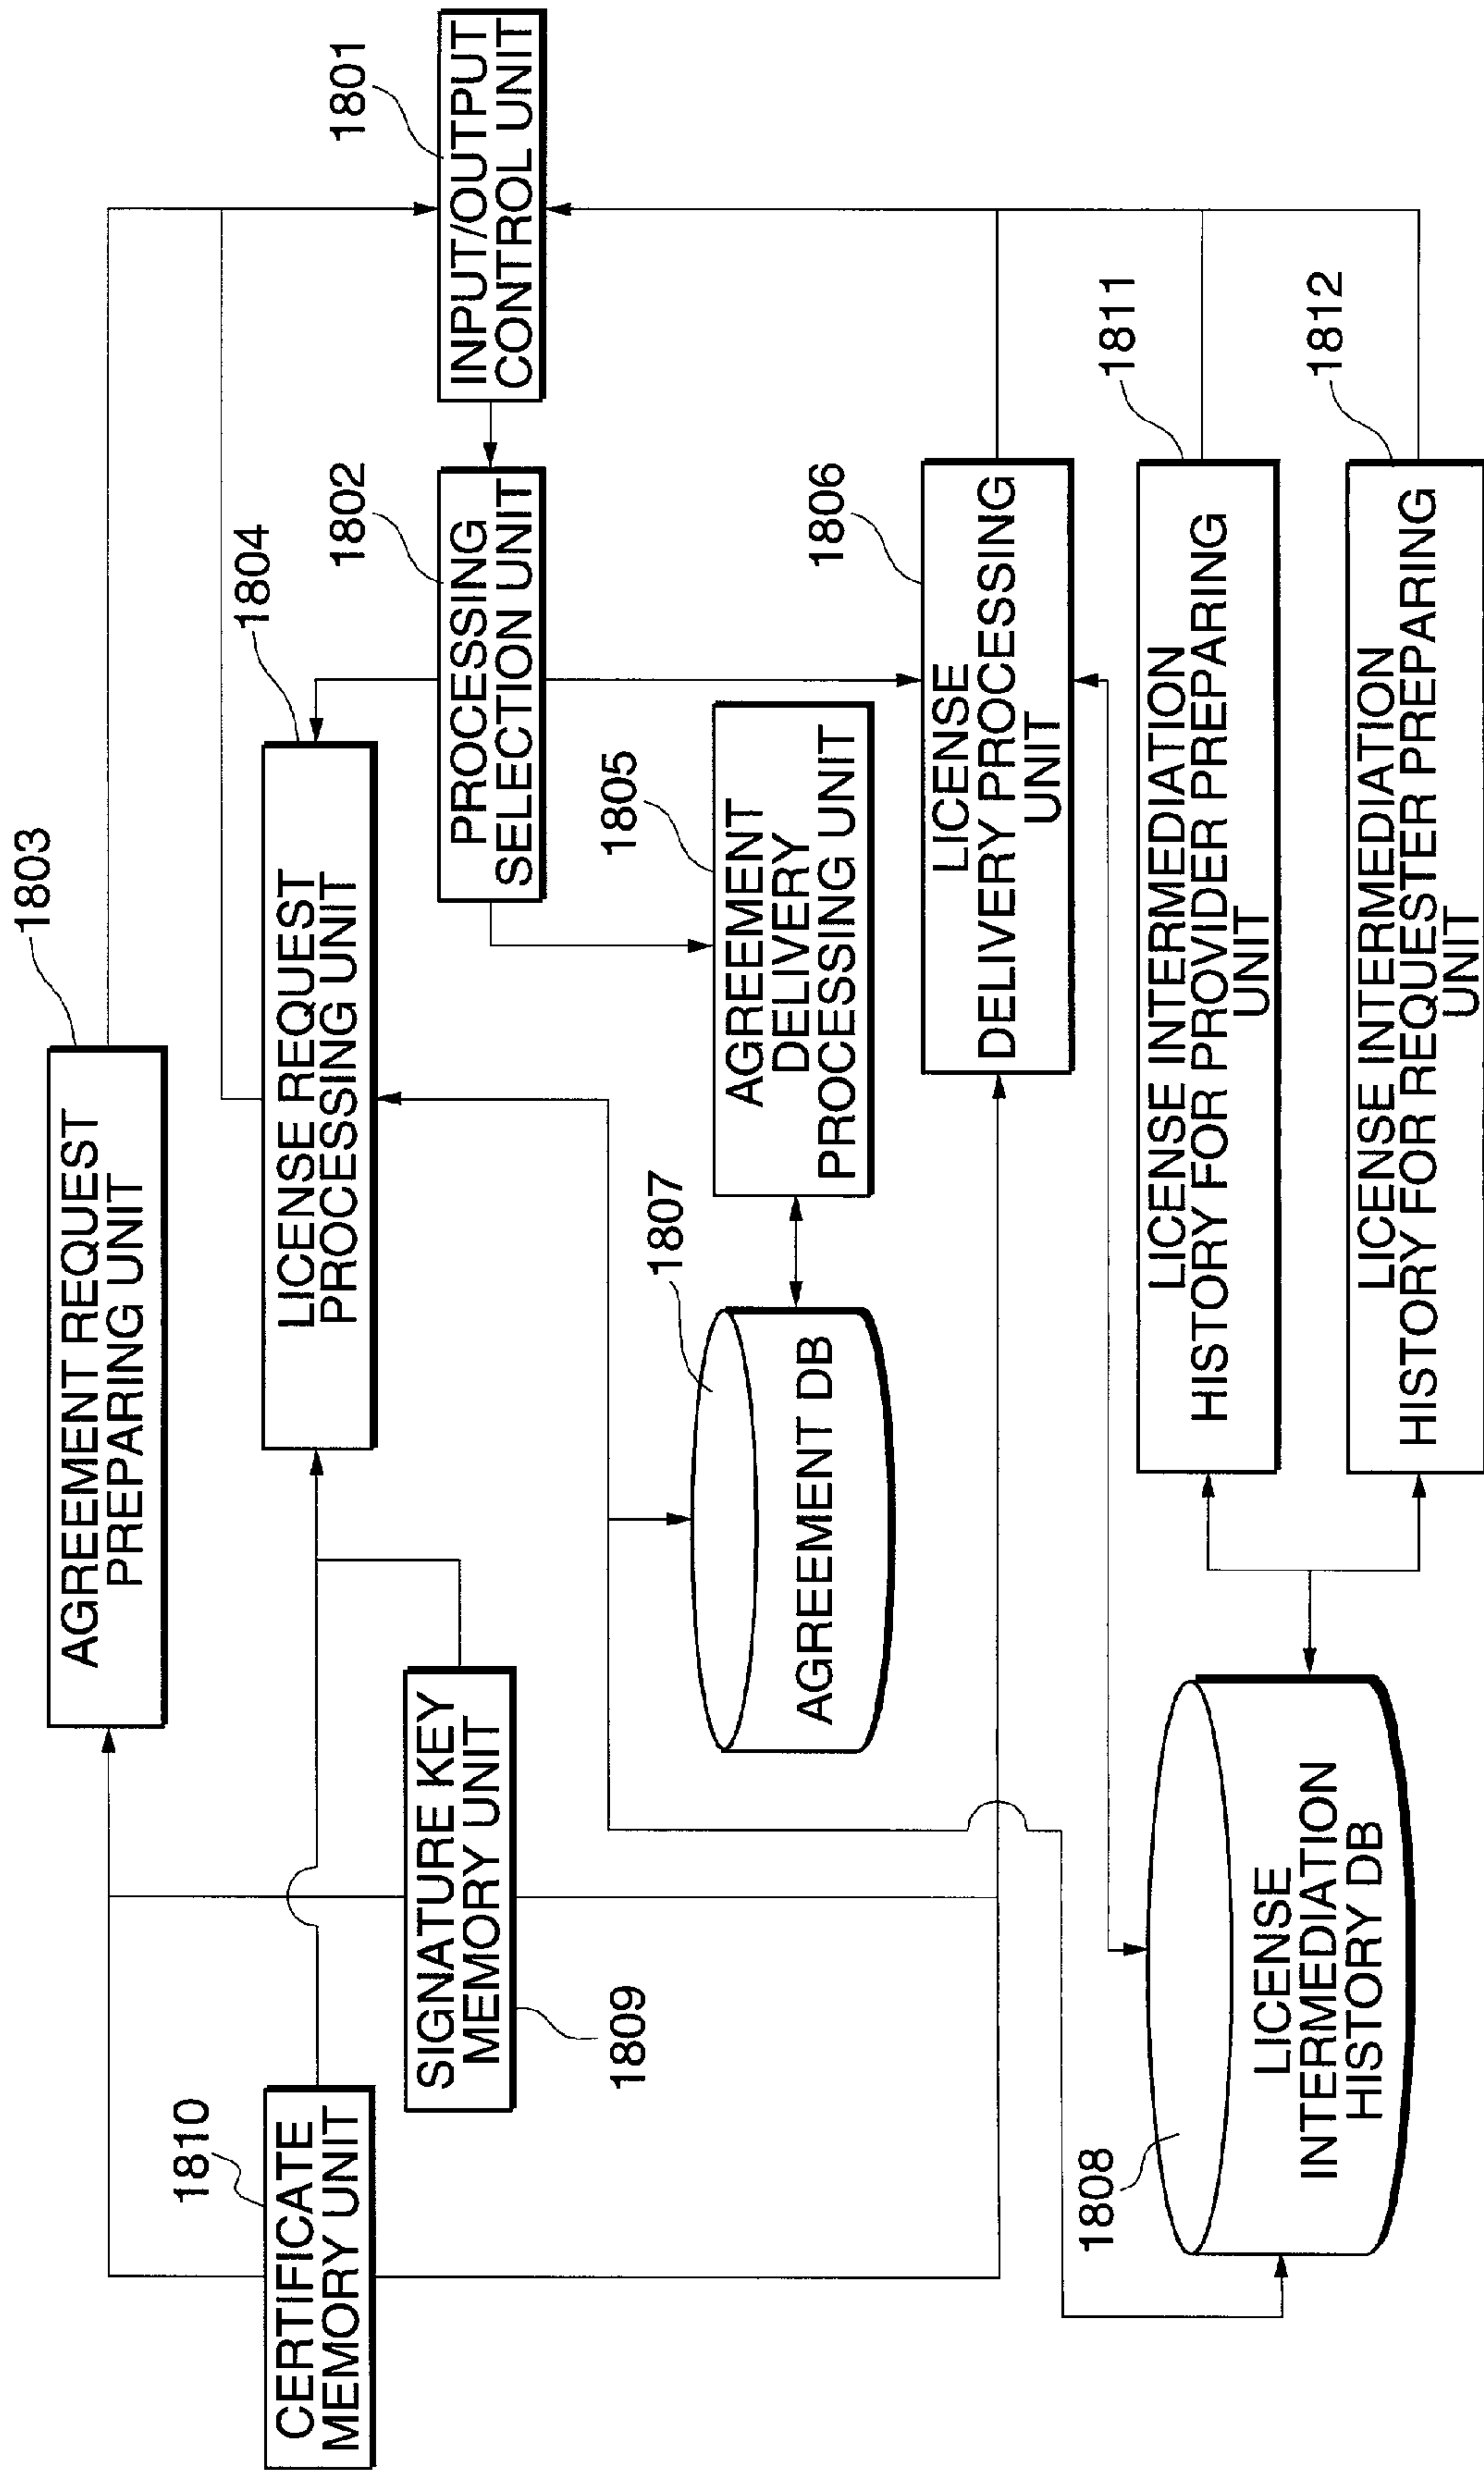 1803
AGREEMENT REQUEST
PREPARING UNIT
1810
CERTIFICATE
MEMORY UNIT
1804
LICENSE REQUEST
PROCESSING UNIT
1809
SIGNATURE KEY
MEMORY UNIT
1802
PROCESSING
SELECTION UNIT
1801
INPUT/OUTPUT
CONTROL UNIT
1807
AGREEMENT DB
1805
AGREEMENT
DELIVERY
PROCESSING UNIT
1806
LICENSE
DELIVERY PROCESSING
UNIT
1808
LICENSE
INTERMEDIATION
HISTORY DB
1811
LICENSE INTERMEDIATION
HISTORY FOR PROVIDER PREPARING
UNIT
1812
LICENSE INTERMEDIATION
HISTORY FOR REQUESTER PREPARING
UNIT